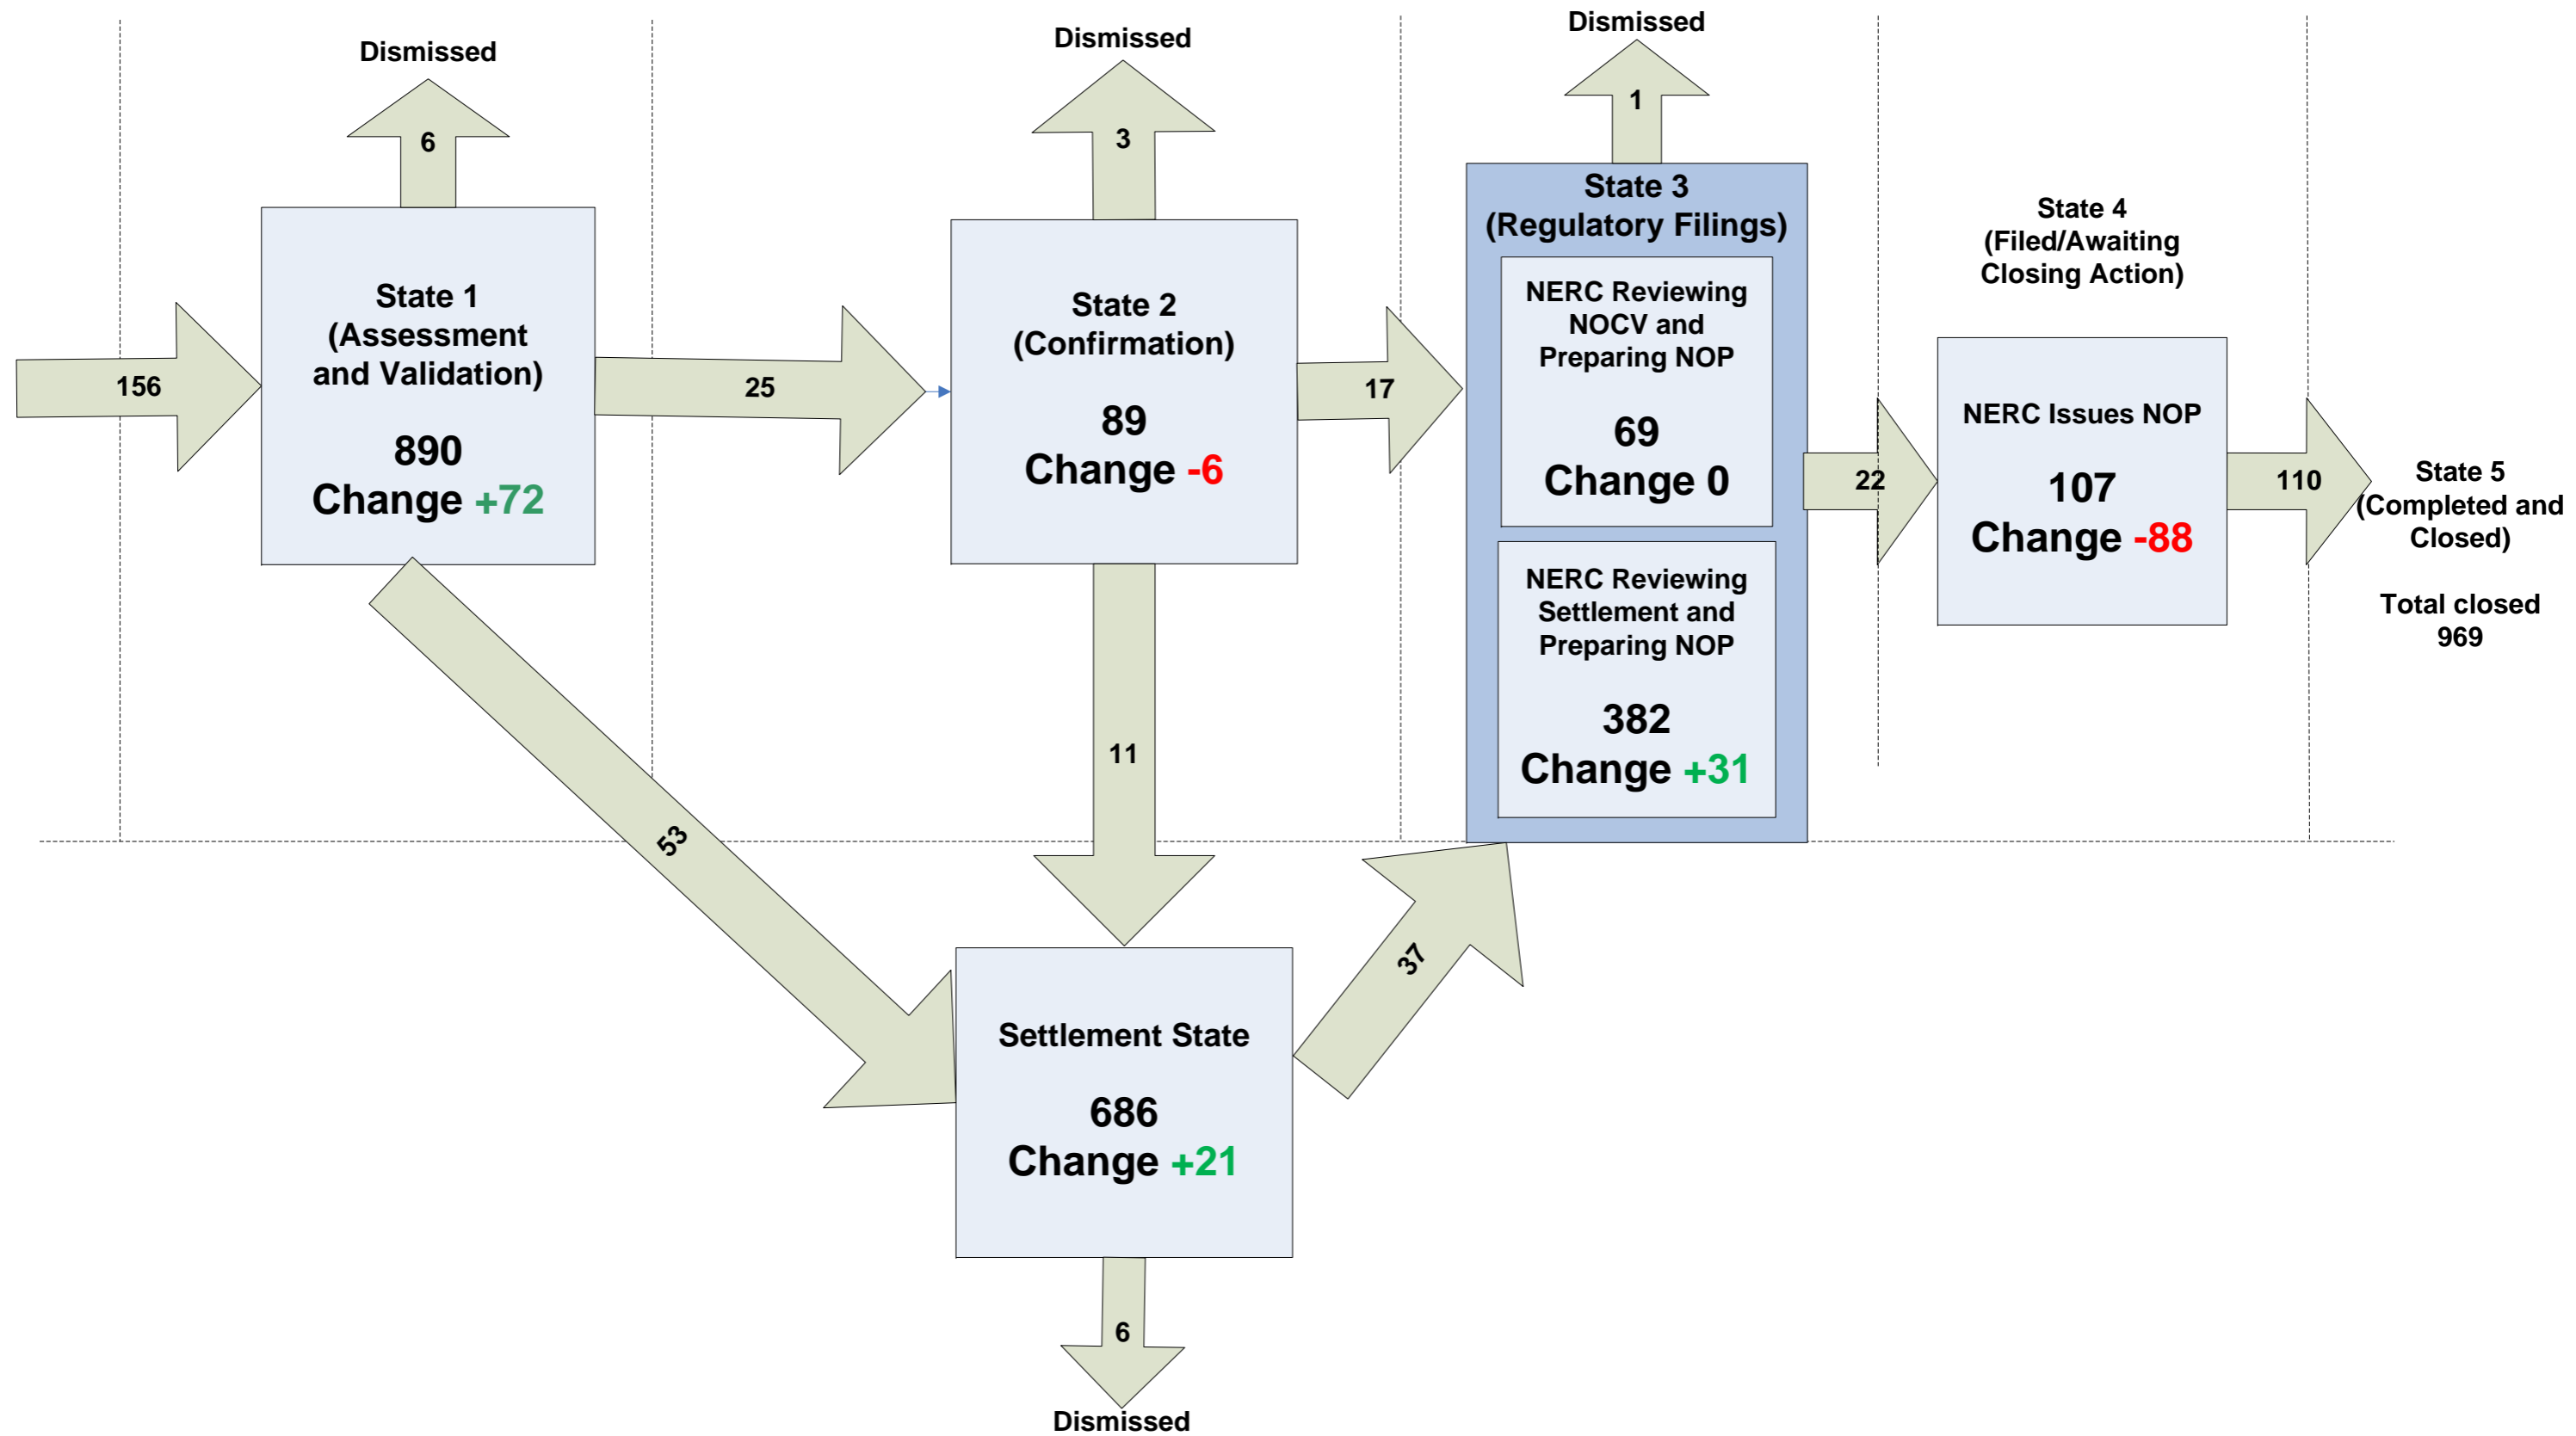 Dismissed
6
156
State 1
(Assessment
and Validation)
890
Change +72
25
53
Dismissed
3
State 2
(Confirmation)
89
Change -6
17
11
Dismissed
1
State 3
(Regulatory Filings)
NERC Reviewing
NOCV and
Preparing NOP
69
Change 0
NERC Reviewing
Settlement and
Preparing NOP
382
Change +31
22
State 4
(Filed/Awaiting
Closing Action)
NERC Issues NOP
107
Change -88
110
State 5
(Completed and
Closed)
Total closed
969
Settlement State
686
Change +21
37
6
Dismissed